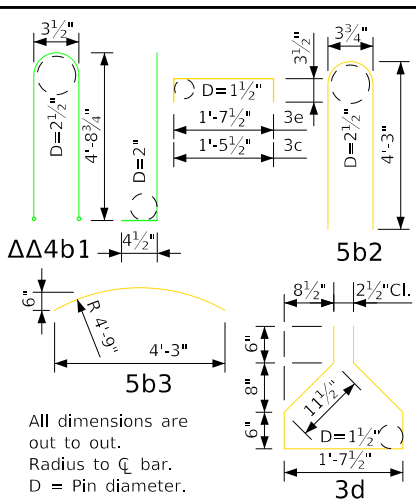 3½"
D=2½"
4'-8¾"
D=2"
4½"
ΔΔ4b1
D=1½"
3½"
1'-7½" 3e
1'-5½" 3c
3¾"
D=2½"
4'-3"
5b2
6"
R 4'-9"
4'-3"
5b3
8½" 2½"Cl.
6"
8"
6"
11½"
D=1½"
1'-7½"
3d
All dimensions are
out to out.
Radius to ℄ bar.
D = Pin diameter.